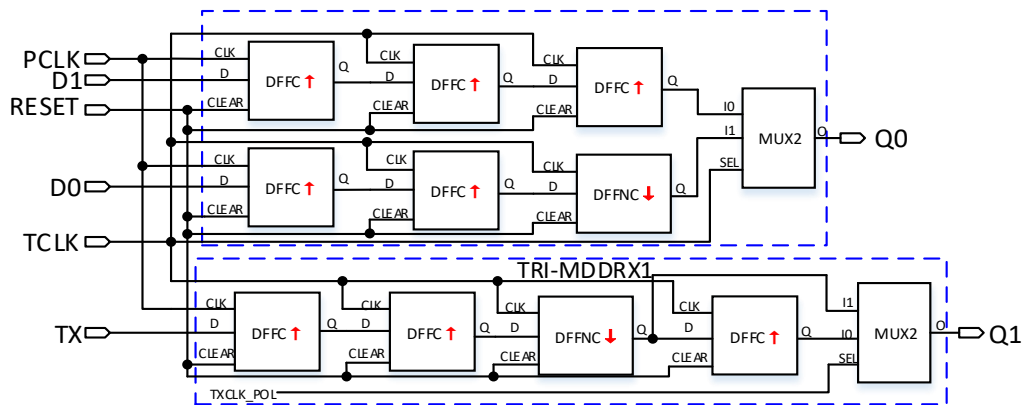 PCLK
D1
RESET
D0
TCLK
TX
CLK
D
CLEAR
DFFC
Q
CLK
D
CLEAR
DFFC
Q
CLK
D
CLEAR
DFFC
Q
I0
I1
SEL
MUX2
O
Q0
CLK
D
CLEAR
DFFC
Q
CLK
D
CLEAR
DFFC
Q
CLK
D
CLEAR
DFFNC
Q
TRI-MDDRX1
CLK
D
CLEAR
DFFC
Q
CLK
D
CLEAR
DFFC
Q
CLK
D
CLEAR
DFFNC
Q
CLK
D
CLEAR
DFFC
Q
I1
I0
SEL
MUX2
O
Q1
TXCLK_POL